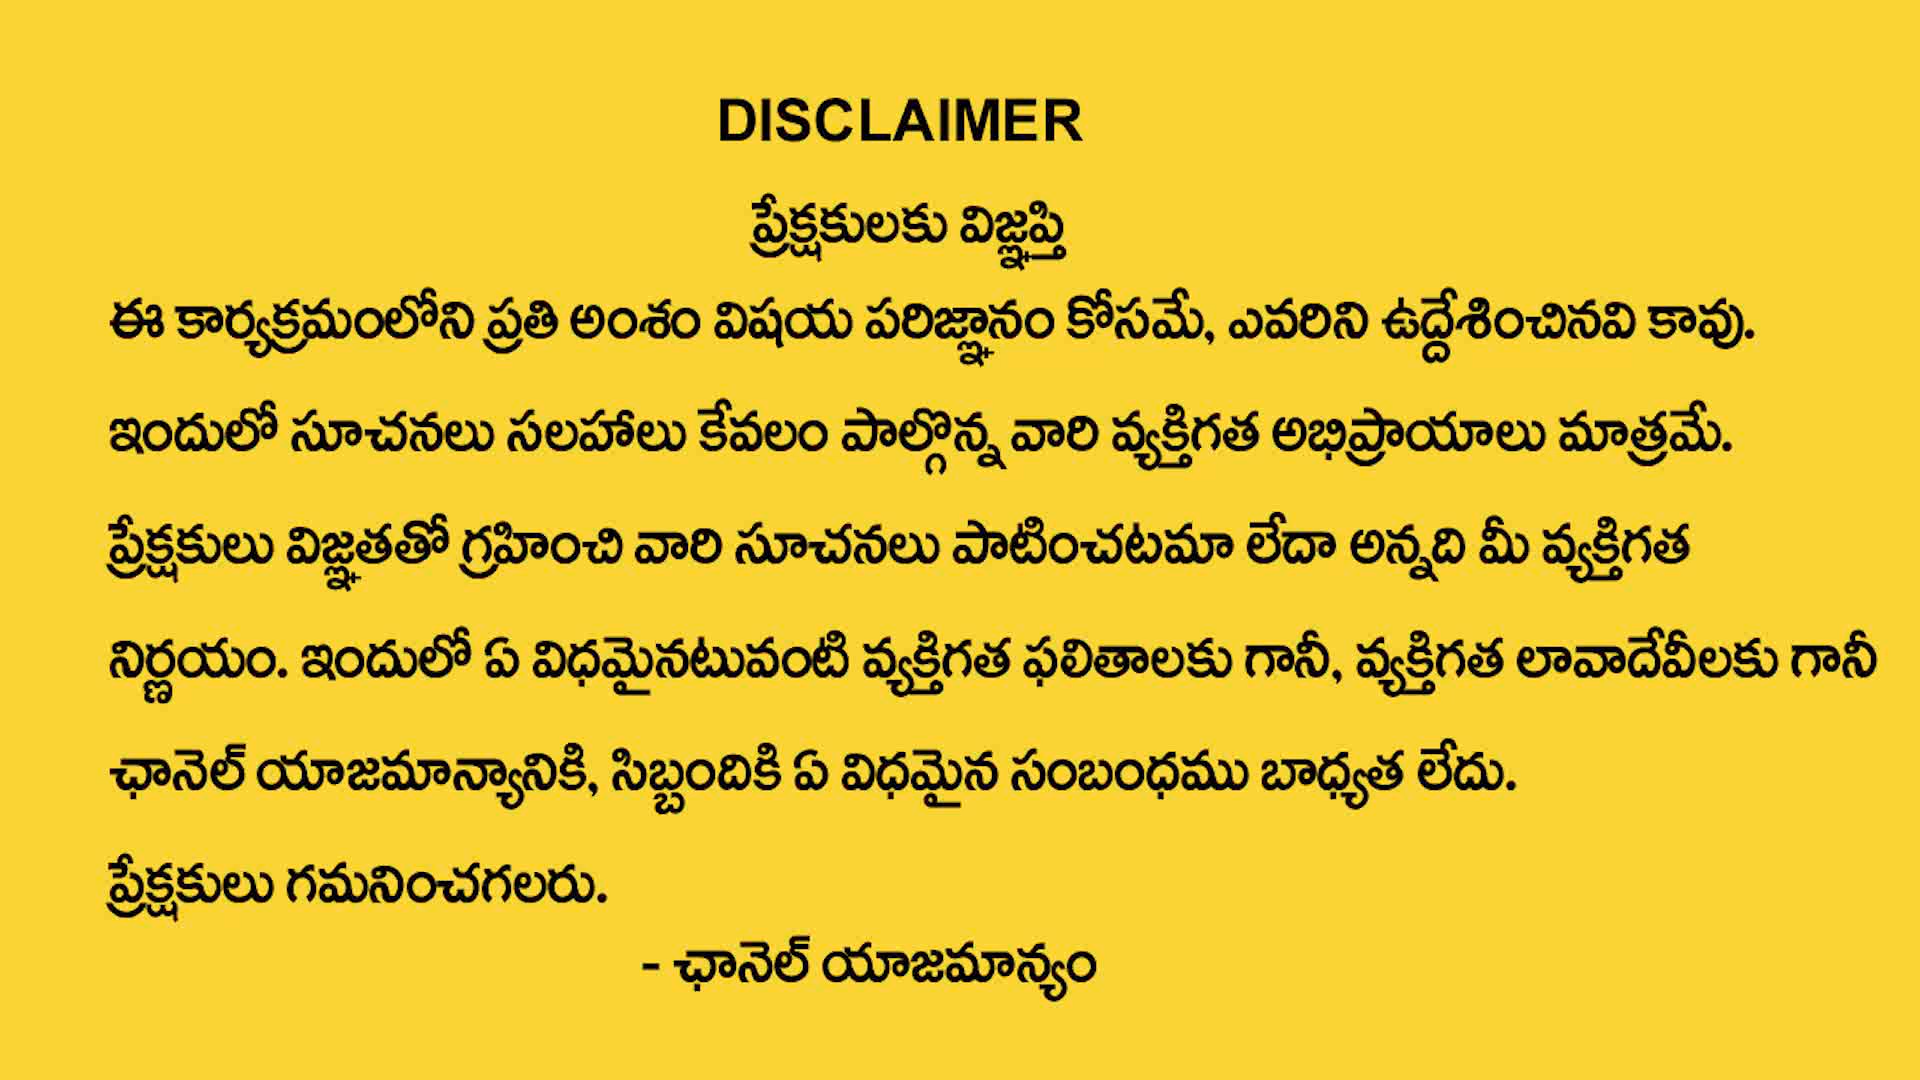 DISCLAIMER
ప్రేక్షకులకు విజ్ఞప్తి
ఈ కార్యక్రమంలోని ప్రతి అంశం విషయ పరిజ్ఞానం కోసమే, ఎవరిని ఉద్దేశించినవి కావు.
ఇందులో సూచనలు సలహాలు కేవలం పాల్గొన్న వారి వ్యక్తిగత అభిప్రాయాలు మాత్రమే.
ప్రేక్షకులు విజ్ఞతతో గ్రహించి వారి సూచనలు పాటించటమా లేదా అన్నది మీ వ్యక్తిగత
నిర్ణయం. ఇందులో ఏ విధమైనటువంటి వ్యక్తిగత ఫలితాలకు గానీ, వ్యక్తిగత లావాదేవీలకు గానీ
ఛానెల్ యాజమాన్యానికి, సిబ్బందికి ఏ విధమైన సంబంధము బాధ్యత లేదు.
ప్రేక్షకులు గమనించగలరు.
- ఛానెల్ యాజమాన్యం